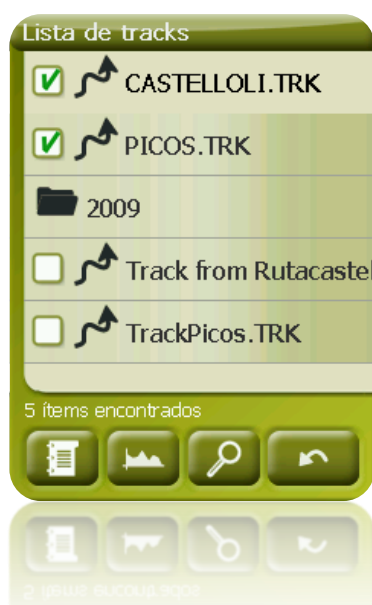 Lista de tracks
CASTELLOLI.TRK
PICOS.TRK
2009
Track from Rutacastel
TrackPicos.TRK
5 ítems encontrados